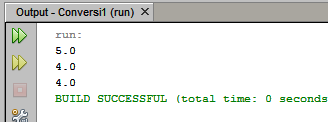 Output - Conversi1 (run) ×
run:
5.0
4.0
4.0
BUILD SUCCESSFUL (total time: 0 seconds